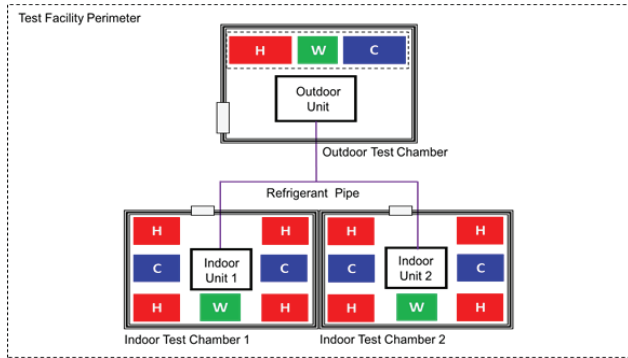 Test Facility Perimeter
H W C
Outdoor
Unit
Outdoor Test Chamber
Refrigerant Pipe
H H H H
C Indoor
Unit 1 C C Indoor
Unit 2 C
H W H H W H
Indoor Test Chamber 1 Indoor Test Chamber 2